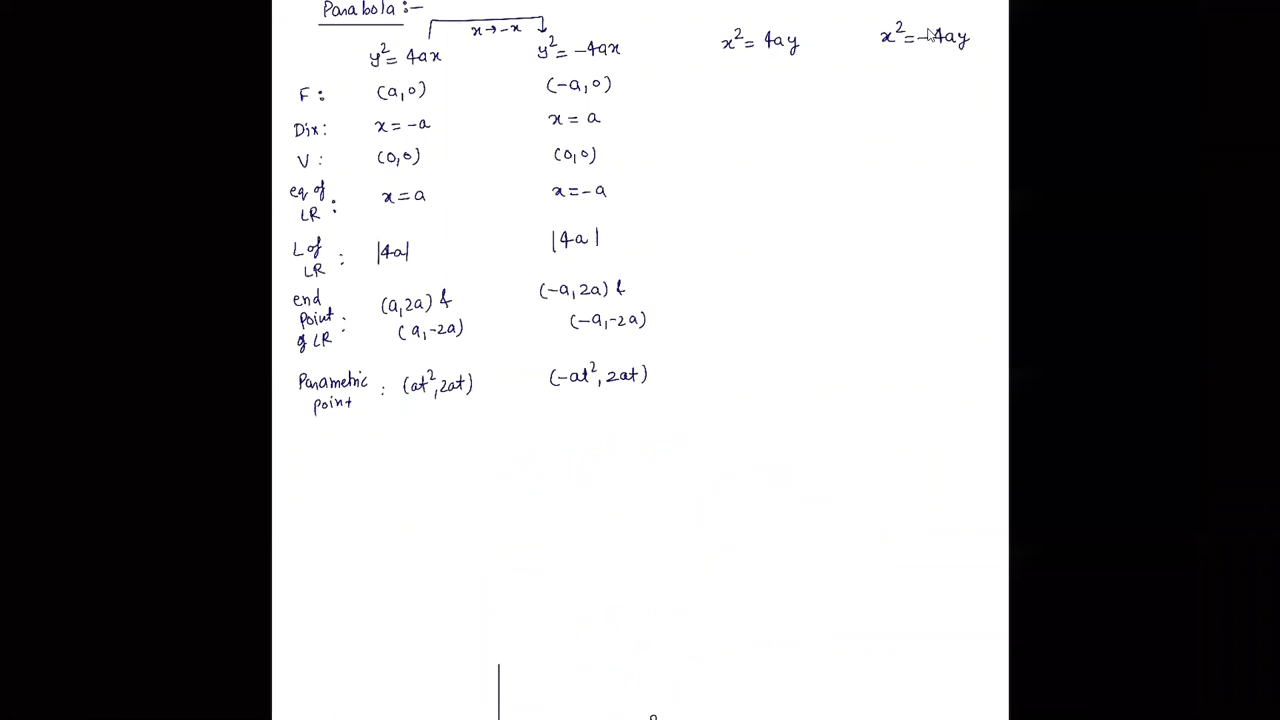 Parabola :-
x → -x
y² = 4ax y² = -4ax x² = 4ay x² = -4ay
F : (a,0) (-a,0)
Dix : x = -a x = a
V : (0,0) (0,0)
eq of LR : x = a x = -a
L of LR : |4a| |4a|
end point of LR : (a,2a) & (a,-2a) (-a,2a) & (-a,-2a)
Parametric point : (at²,2at) (-at²,2at)